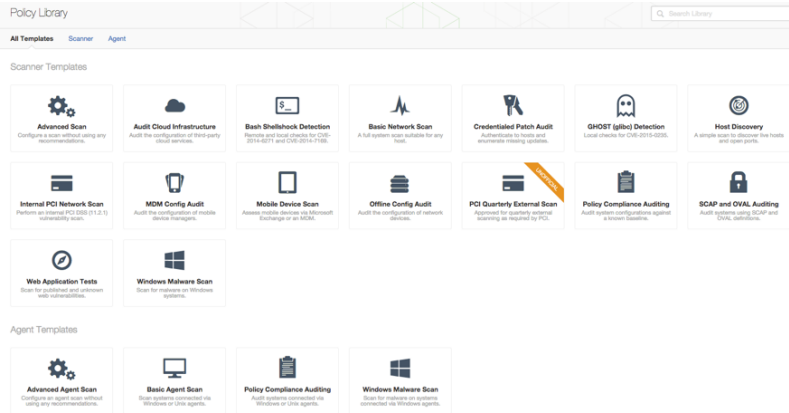 Policy Library
Search Library
All Templates Scanner Agent
Scanner Templates
Advanced Scan
Configure a scan without using any
recommendations.
Audit Cloud Infrastructure
Audit the configuration of third-party
cloud services.
$_
Bash Shellshock Detection
Remote and local checks for CVE-
2014-6271 and CVE-2014-7169.
Basic Network Scan
A full system scan suitable for any
host.
Credentialed Patch Audit
Authenticate to hosts and
enumerate missing updates.
GHOST (glibc) Detection
Local checks for CVE-2015-0235.
Host Discovery
A simple scan to discover live hosts
and open ports.
Internal PCI Network Scan
Perform an internal PCI DSS (11.2.1)
vulnerability scan.
MDM Config Audit
Audit the configuration of mobile
device managers.
Mobile Device Scan
Assess mobile devices via Microsoft
Exchange or an MDM.
Offline Config Audit
Audit the configuration of network
devices.
UNOFFICIAL
PCI Quarterly External Scan
Approved for quarterly external
scanning as required by PCI.
Policy Compliance Auditing
Audit system configurations against
a known baseline.
SCAP and OVAL Auditing
Audit systems using SCAP and
OVAL definitions.
Web Application Tests
Scan for published and unknown
web vulnerabilities.
Windows Malware Scan
Scan for malware on Windows
systems.
Agent Templates
Advanced Agent Scan
Configure an agent scan without
using any recommendations.
Basic Agent Scan
Scan systems connected via
Windows or Unix agents.
Policy Compliance Auditing
Audit systems connected via
Windows or Unix agents.
Windows Malware Scan
Scan for malware on systems
connected via Windows agents.